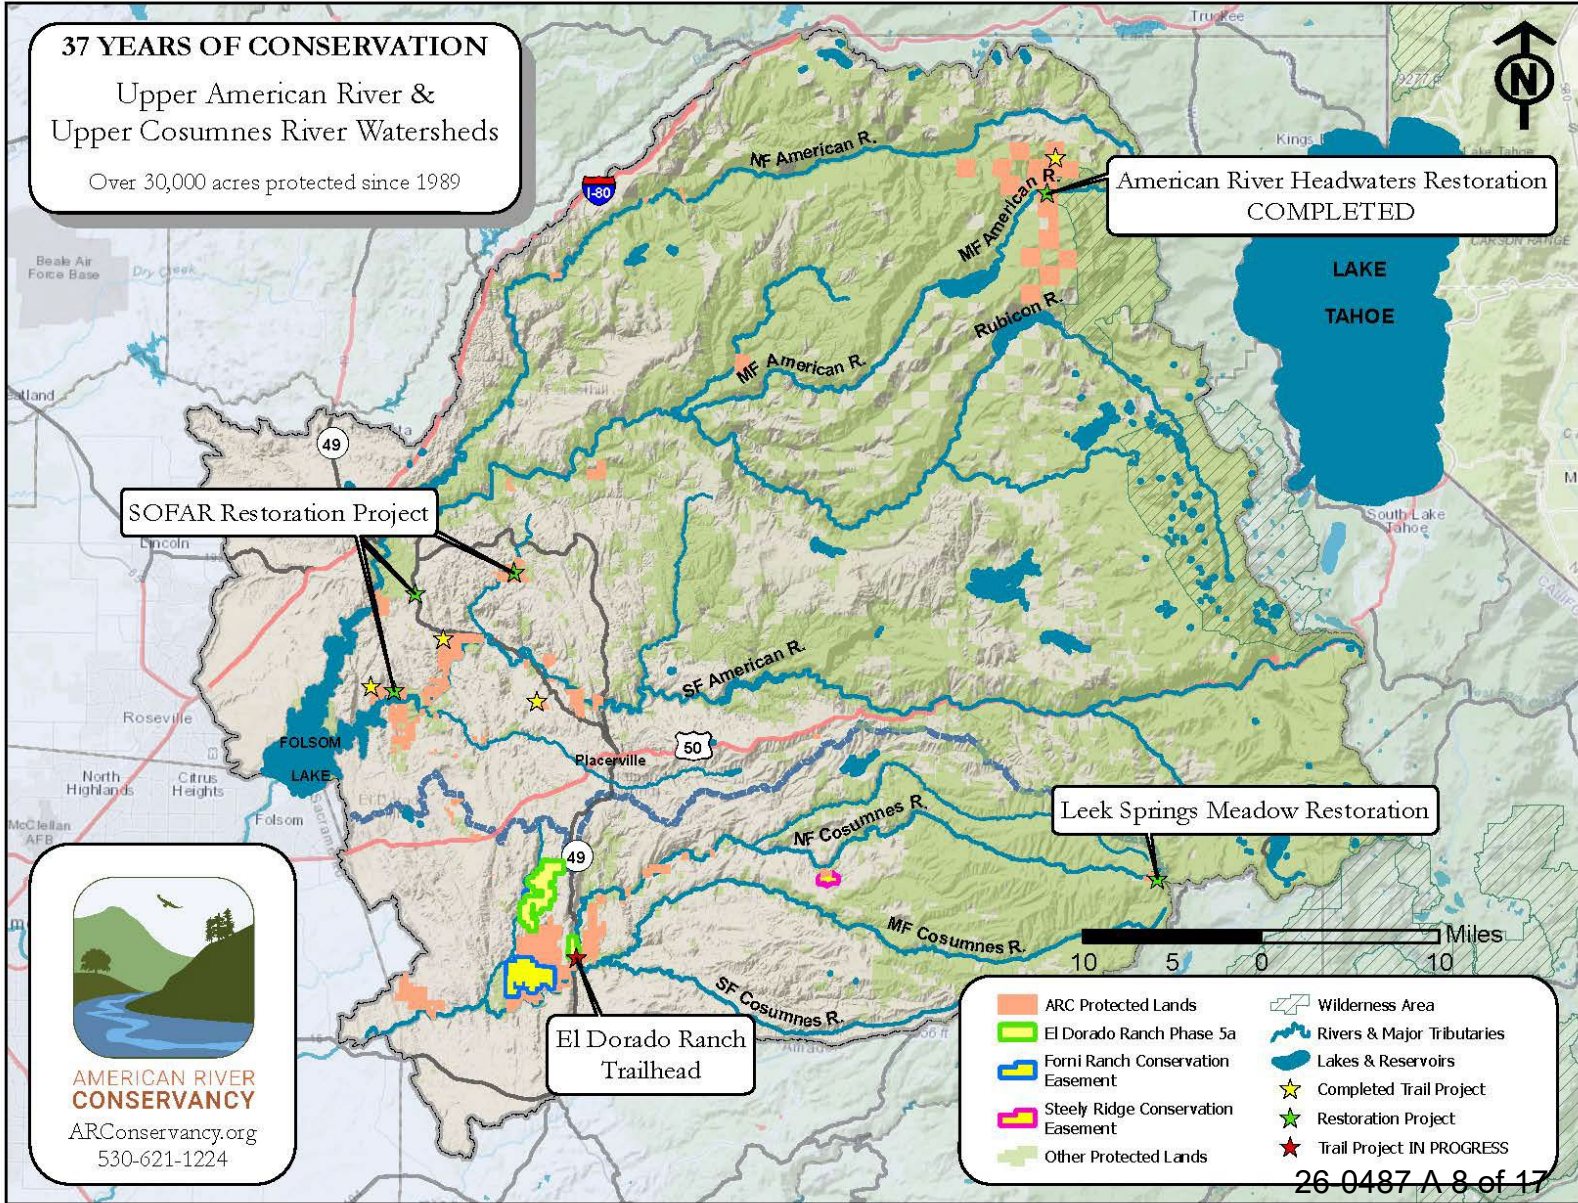 37 YEARS OF CONSERVATION
Upper American River &
Upper Cosumnes River Watersheds
Over 30,000 acres protected since 1989
Truckee
N
I-80
NF American R.
Lake Tahoe
American River Headwaters Restoration
COMPLETED
MF American R.
CARSON RANGE
Beale Air
Force Base
Dry Creek
LAKE
TAHOE
Rubicon R.
MF American R.
49
SOFAR Restoration Project
Lincoln
South Lake
Tahoe
SF American R.
Roseville
FOLSOM
LAKE
50
Placerville
North
Highlands
Citrus
Heights
Folsom
McClellan
AFB
NF Cosumnes R.
Leek Springs Meadow Restoration
49
MF Cosumnes R.
Miles
10 5 0 10
SF Cosumnes R.
El Dorado Ranch
Trailhead
AMERICAN RIVER
CONSERVANCY
ARConservancy.org
530-621-1224
ARC Protected Lands
El Dorado Ranch Phase 5a
Forni Ranch Conservation
Easement
Steely Ridge Conservation
Easement
Other Protected Lands
Wilderness Area
Rivers & Major Tributaries
Lakes & Reservoirs
Completed Trail Project
Restoration Project
Trail Project IN PROGRESS
26-0487 A 8 of 17